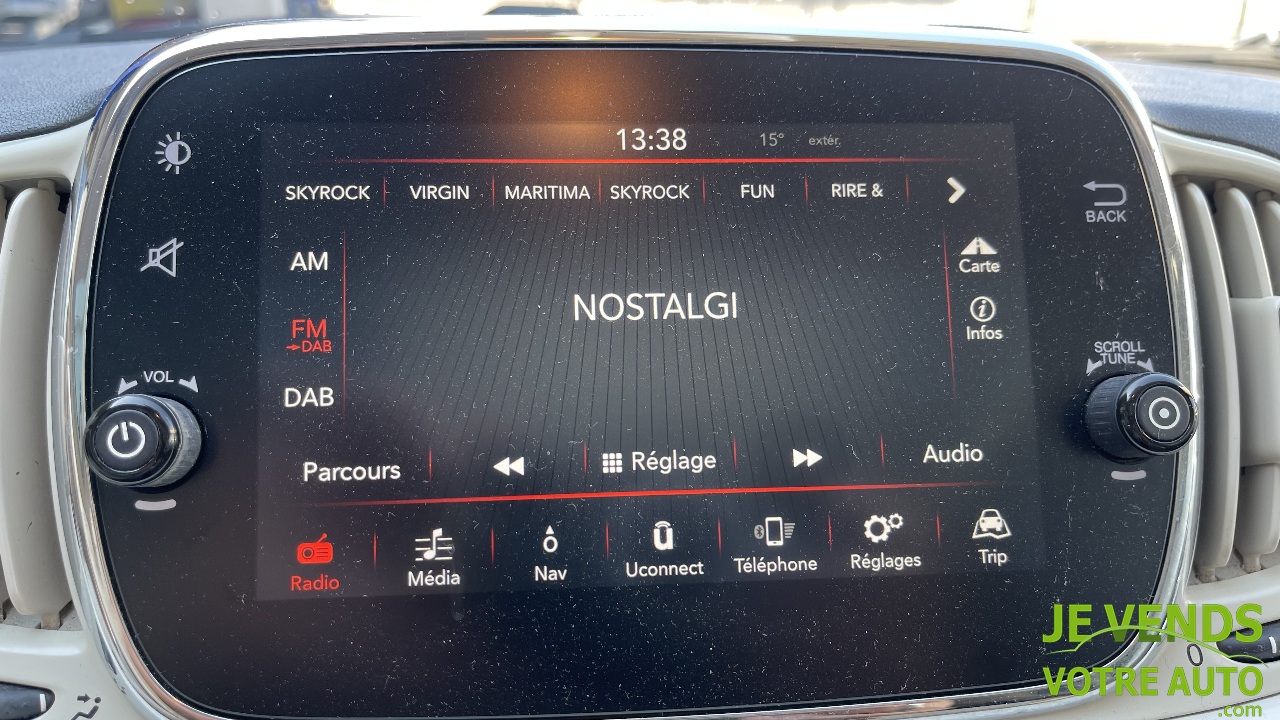 13:38 15° extér.
SKYROCK VIRGIN MARITIMA SKYROCK FUN RIRE &
BACK
AM
Carte
NOSTALGI
FM
→DAB
Infos
SCROLL
TUNE
VOL
DAB
Parcours Réglage Audio
Radio Média Nav Uconnect Téléphone Réglages Trip
JE VENDS
VOTRE AUTO
.com
0